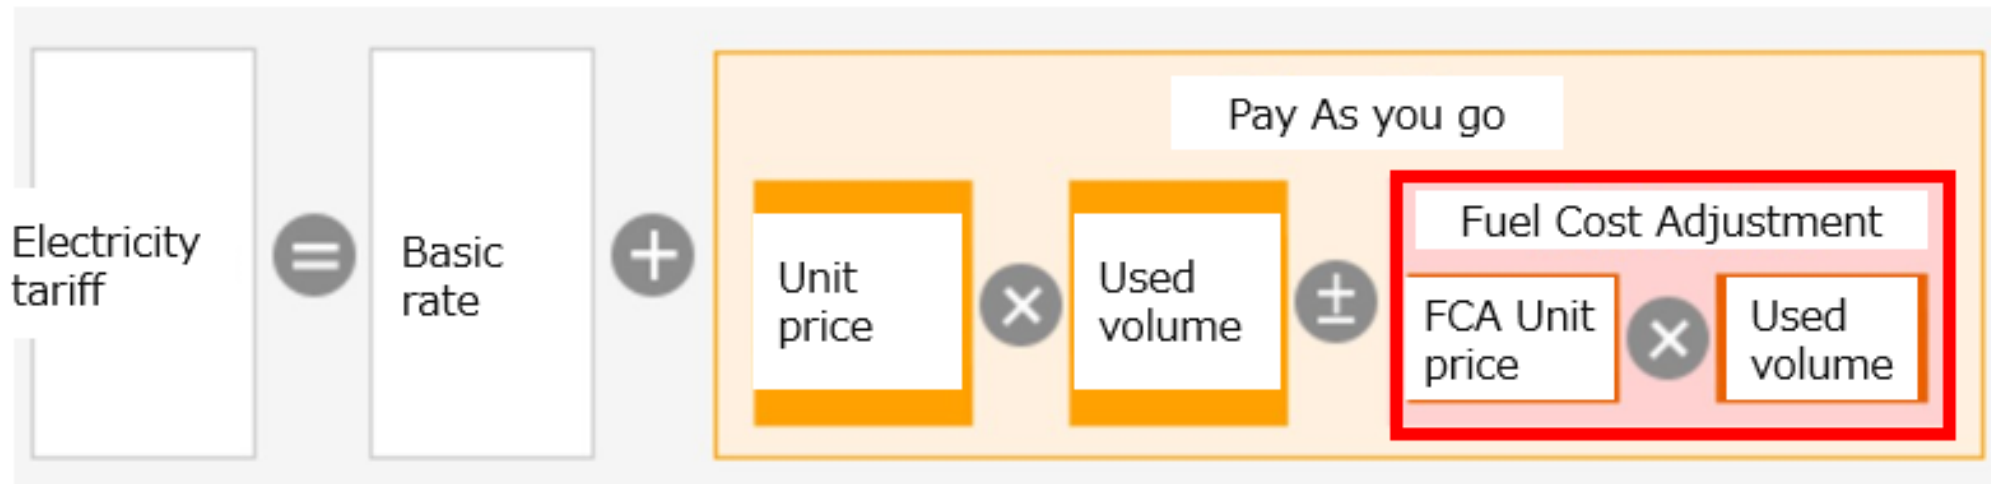 Pay As you go
Electricity
tariff
=
Basic
rate
+
Unit
price
×
Used
volume
±
Fuel Cost Adjustment
FCA Unit
price
×
Used
volume